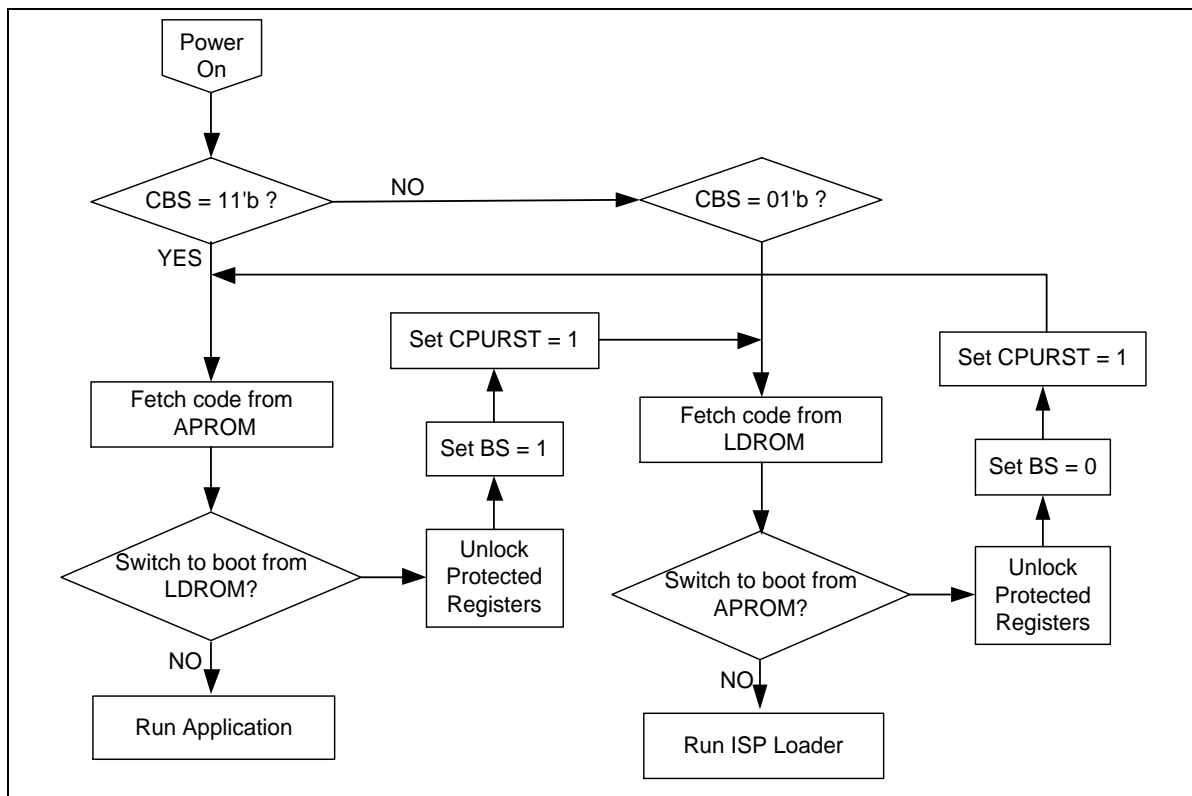 Power
On
CBS = 11'b ?
NO
CBS = 01'b ?
YES
Set CPURST = 1
Set CPURST = 1
Fetch code from
APROM
Fetch code from
LDROM
Set BS = 1
Set BS = 0
Switch to boot from
LDROM?
Unlock
Protected
Registers
Switch to boot from
APROM?
Unlock
Protected
Registers
NO
NO
Run Application
Run ISP Loader